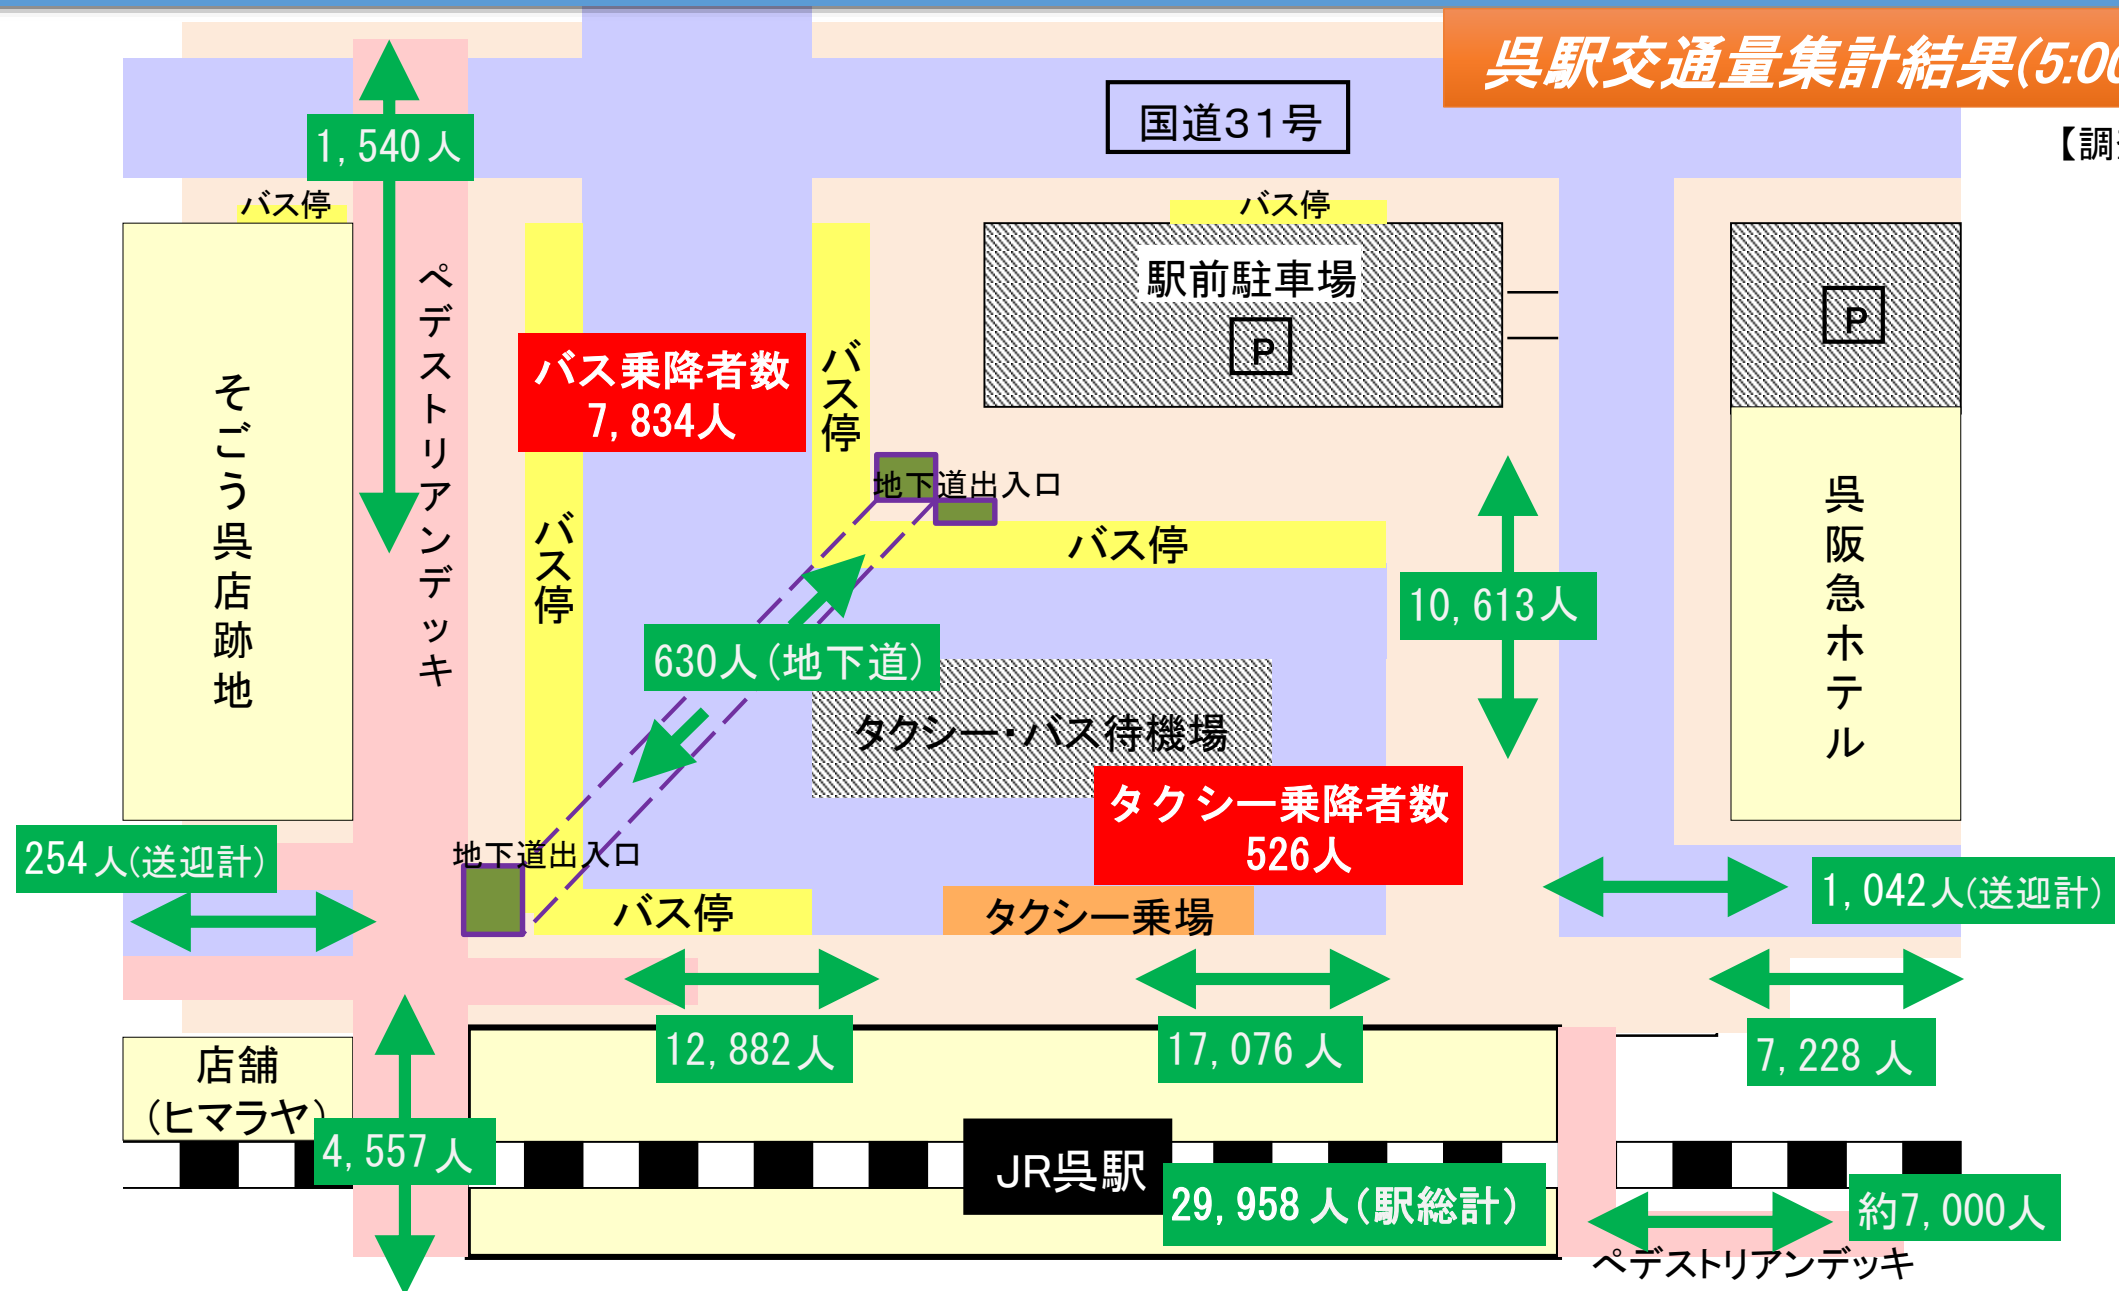 呉駅交通量集計結果(5:00
【調
国道31号
1,540人
バス停
バス停
ペデストリアンデッキ
駅前駐車場
P
P
バス乗降者数
7,834人
バス停
そごう呉店跡地
地下道出入口
バス停
バス停
呉阪急ホテル
10,613人
630人(地下道)
タクシー・バス待機場
タクシー乗降者数
526人
地下道出入口
254人(送迎計)
1,042人(送迎計)
バス停
タクシー乗場
12,882人
17,076人
7,228人
店舗
(ヒマラヤ)
4,557人
JR呉駅
29,958人(駅総計)
約7,000人
ペデストリアンデッキ